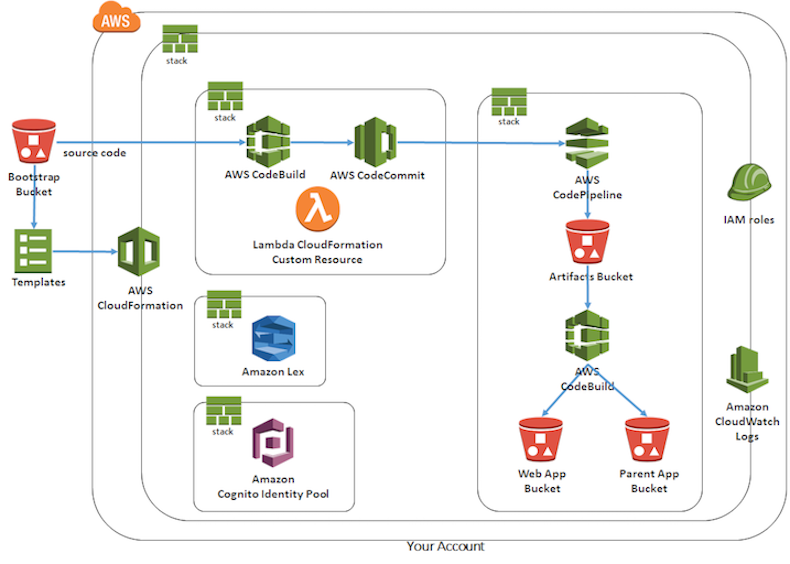 AWS
stack
stack
stack
source code
Bootstrap
Bucket
AWS CodeBuild
AWS CodeCommit
AWS
CodePipeline
IAM roles
Lambda CloudFormation
Custom Resource
Templates
AWS
CloudFormation
Artifacts Bucket
stack
Amazon Lex
AWS
CodeBuild
stack
Amazon
Cognito Identity Pool
Amazon
CloudWatch
Logs
Web App
Bucket
Parent App
Bucket
Your Account